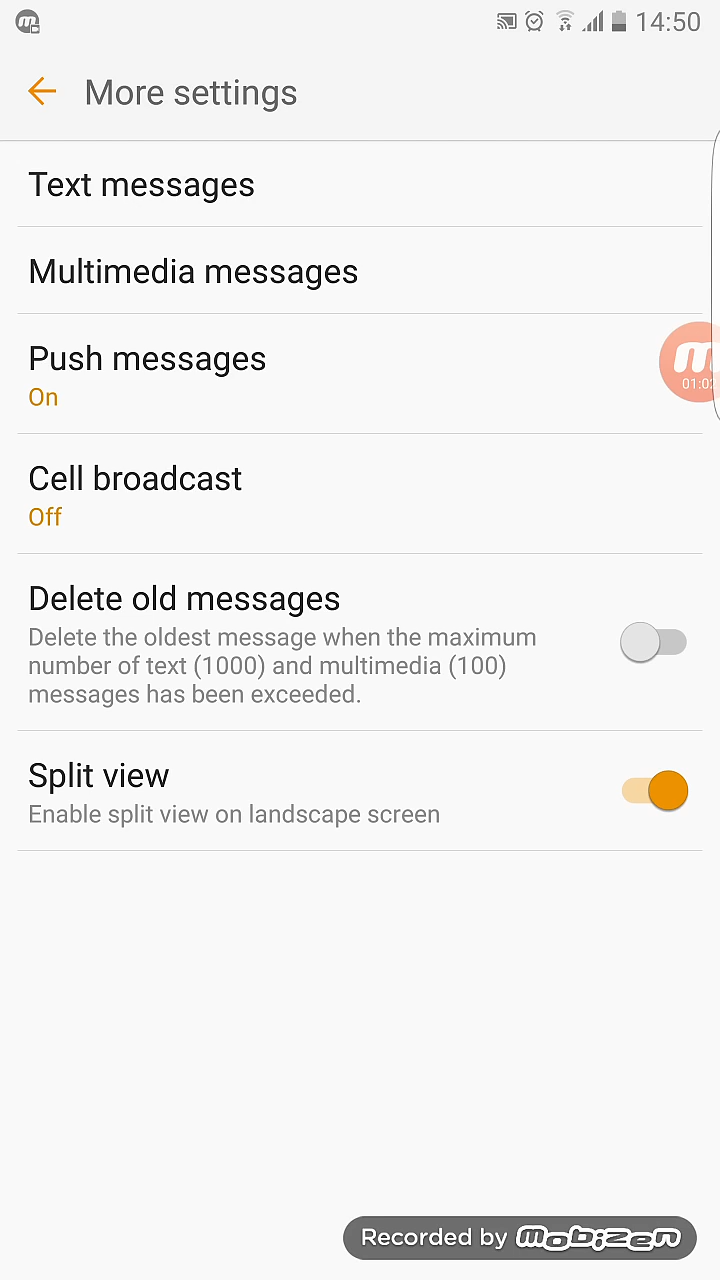 14:50
More settings
Text messages
Multimedia messages
Push messages
On
01:02
Cell broadcast
Off
Delete old messages
Delete the oldest message when the maximum
number of text (1000) and multimedia (100)
messages has been exceeded.
Split view
Enable split view on landscape screen
Recorded by mobizen